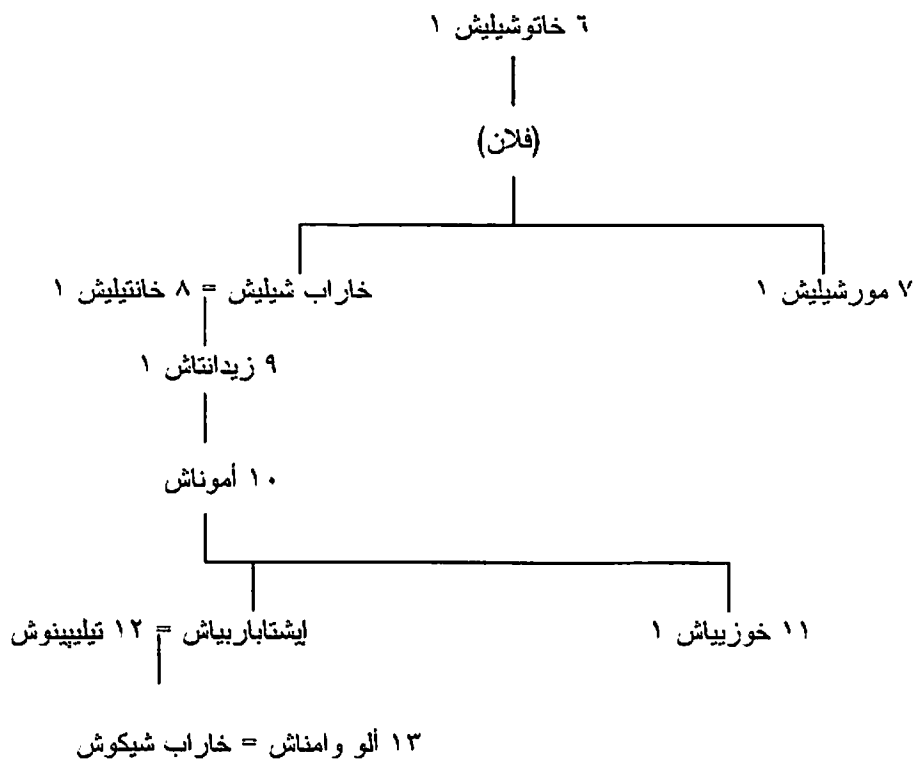 ٦ خاتوشيليش ١
(فلان)
٧ مورشيليش ١
خاراب شيليش = ٨ خانتيليش ١
٩ زيدانتاش ١
١٠ أموناش
١١ خوزيياش ١
إيشتاباربياش = ١٢ تيليبينوش
١٣ ألو وامناش = خاراب شيكوش